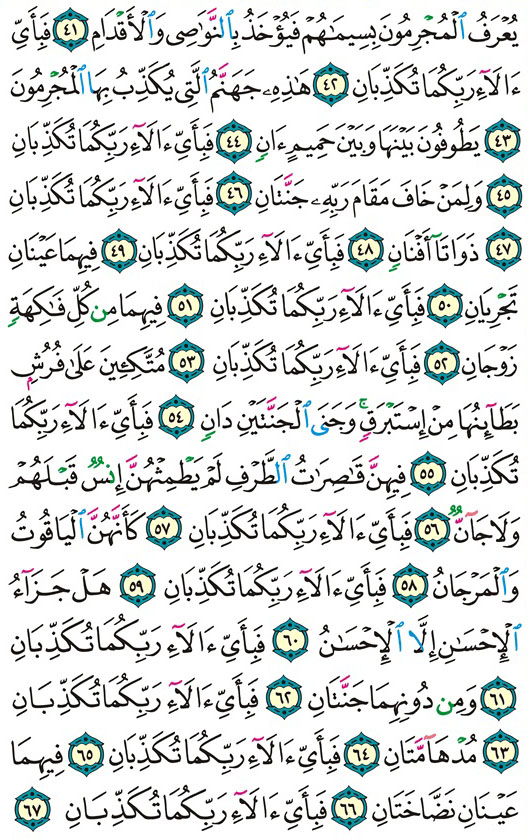 يُعْرَفُ ٱلْمُجْرِمُونَ بِسِيمَـٰهُمْ فَيُؤْخَذُ بِٱلنَّوَٰصِى وَٱلْأَقْدَامِ ٤١ فَبِأَىِّ
ءَالَآءِ رَبِّكُمَا تُكَذِّبَانِ ٤٢ هَـٰذِهِۦ جَهَنَّمُ ٱلَّتِى يُكَذِّبُ بِهَا ٱلْمُجْرِمُونَ
٤٣ يَطُوفُونَ بَيْنَهَا وَبَيْنَ حَمِيمٍ ءَانٍ ٤٤ فَبِأَىِّ ءَالَآءِ رَبِّكُمَا تُكَذِّبَانِ
٤٥ وَلِمَنْ خَافَ مَقَامَ رَبِّهِۦ جَنَّتَانِ ٤٦ فَبِأَىِّ ءَالَآءِ رَبِّكُمَا تُكَذِّبَانِ
٤٧ ذَوَاتَآ أَفْنَانٍ ٤٨ فَبِأَىِّ ءَالَآءِ رَبِّكُمَا تُكَذِّبَانِ ٤٩ فِيهِمَا عَيْنَانِ
تَجْرِيَانِ ٥٠ فَبِأَىِّ ءَالَآءِ رَبِّكُمَا تُكَذِّبَانِ ٥١ فِيهِمَا مِن كُلِّ فَـٰكِهَةٍ
زَوْجَانِ ٥٢ فَبِأَىِّ ءَالَآءِ رَبِّكُمَا تُكَذِّبَانِ ٥٣ مُتَّكِـِٔينَ عَلَىٰ فُرُشٍۭ
بَطَآئِنُهَا مِنْ إِسْتَبْرَقٍ ۚ وَجَنَى ٱلْجَنَّتَيْنِ دَانٍ ٥٤ فَبِأَىِّ ءَالَآءِ رَبِّكُمَا
تُكَذِّبَانِ ٥٥ فِيهِنَّ قَـٰصِرَٰتُ ٱلطَّرْفِ لَمْ يَطْمِثْهُنَّ إِنسٌ قَبْلَهُمْ
وَلَا جَآنٌّ ٥٦ فَبِأَىِّ ءَالَآءِ رَبِّكُمَا تُكَذِّبَانِ ٥٧ كَأَنَّهُنَّ ٱلْيَاقُوتُ
وَٱلْمَرْجَانُ ٥٨ فَبِأَىِّ ءَالَآءِ رَبِّكُمَا تُكَذِّبَانِ ٥٩ هَلْ جَزَآءُ
ٱلْإِحْسَـٰنِ إِلَّا ٱلْإِحْسَـٰنُ ٦٠ فَبِأَىِّ ءَالَآءِ رَبِّكُمَا تُكَذِّبَانِ
٦١ وَمِن دُونِهِمَا جَنَّتَانِ ٦٢ فَبِأَىِّ ءَالَآءِ رَبِّكُمَا تُكَذِّبَانِ
٦٣ مُدْهَآمَّتَانِ ٦٤ فَبِأَىِّ ءَالَآءِ رَبِّكُمَا تُكَذِّبَانِ ٦٥ فِيهِمَا
عَيْنَانِ نَضَّاخَتَانِ ٦٦ فَبِأَىِّ ءَالَآءِ رَبِّكُمَا تُكَذِّبَانِ ٦٧